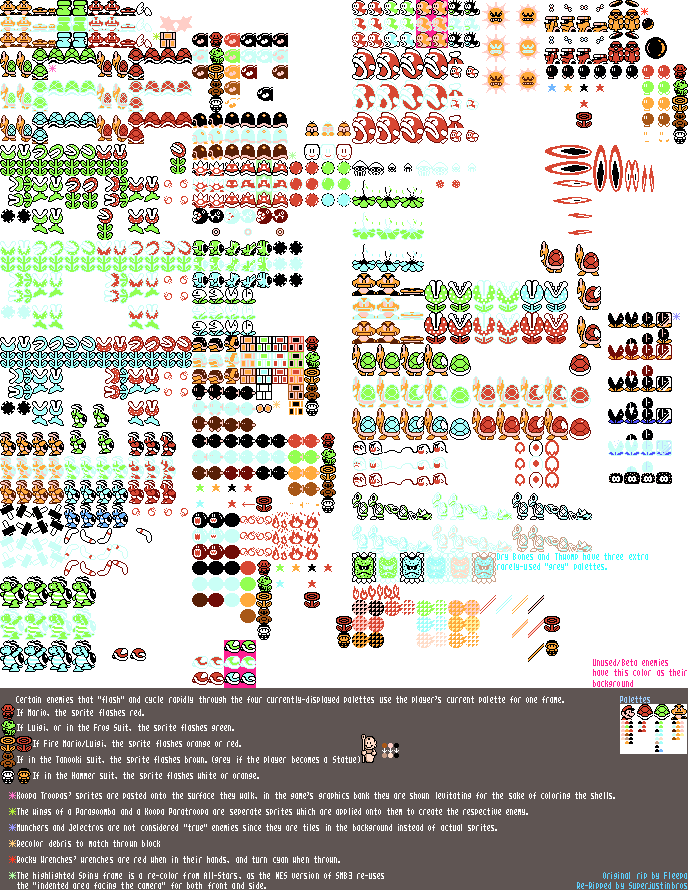 Dry Bones and Thwomp have three extra
rarely-used "grey" palettes.
Unused/Beta enemies
have this color as their
background
Certain enemies that "flash" and cycle rapidly through the four currently-displayed palettes use the player's current palette for one frame.
Palettes
If Mario, the sprite flashes red.
If Luigi, or in the Frog Suit, the sprite flashes green.
If Fire Mario/Luigi, the sprite flashes orange or red.
If in the Tanooki suit, the sprite flashes brown. (grey if the player becomes a Statue)
If in the Hammer suit, the sprite flashes white or orange.
Koopa Troopas' sprites are pasted onto the surface they walk, in the game's graphics bank they are shown levitating for the sake of coloring the shells.
The wings of a Paragoomba and a Koopa Paratroopa are seperate sprites which are applied onto them to create the respective enemy.
Munchers and Jelectros are not considered "true" enemies since they are tiles in the background instead of actual sprites.
Recolor debris to match thrown block
Rocky Wrenches' wrenches are red when in their hands, and turn cyan when thrown.
The highlighted Spiny frame is a re-color from All-Stars, as the NES version of SMB3 re-uses
the "indented area facing the camera" for both front and side.
Original rip by Fleepa
Re-Ripped by Superjustinbros